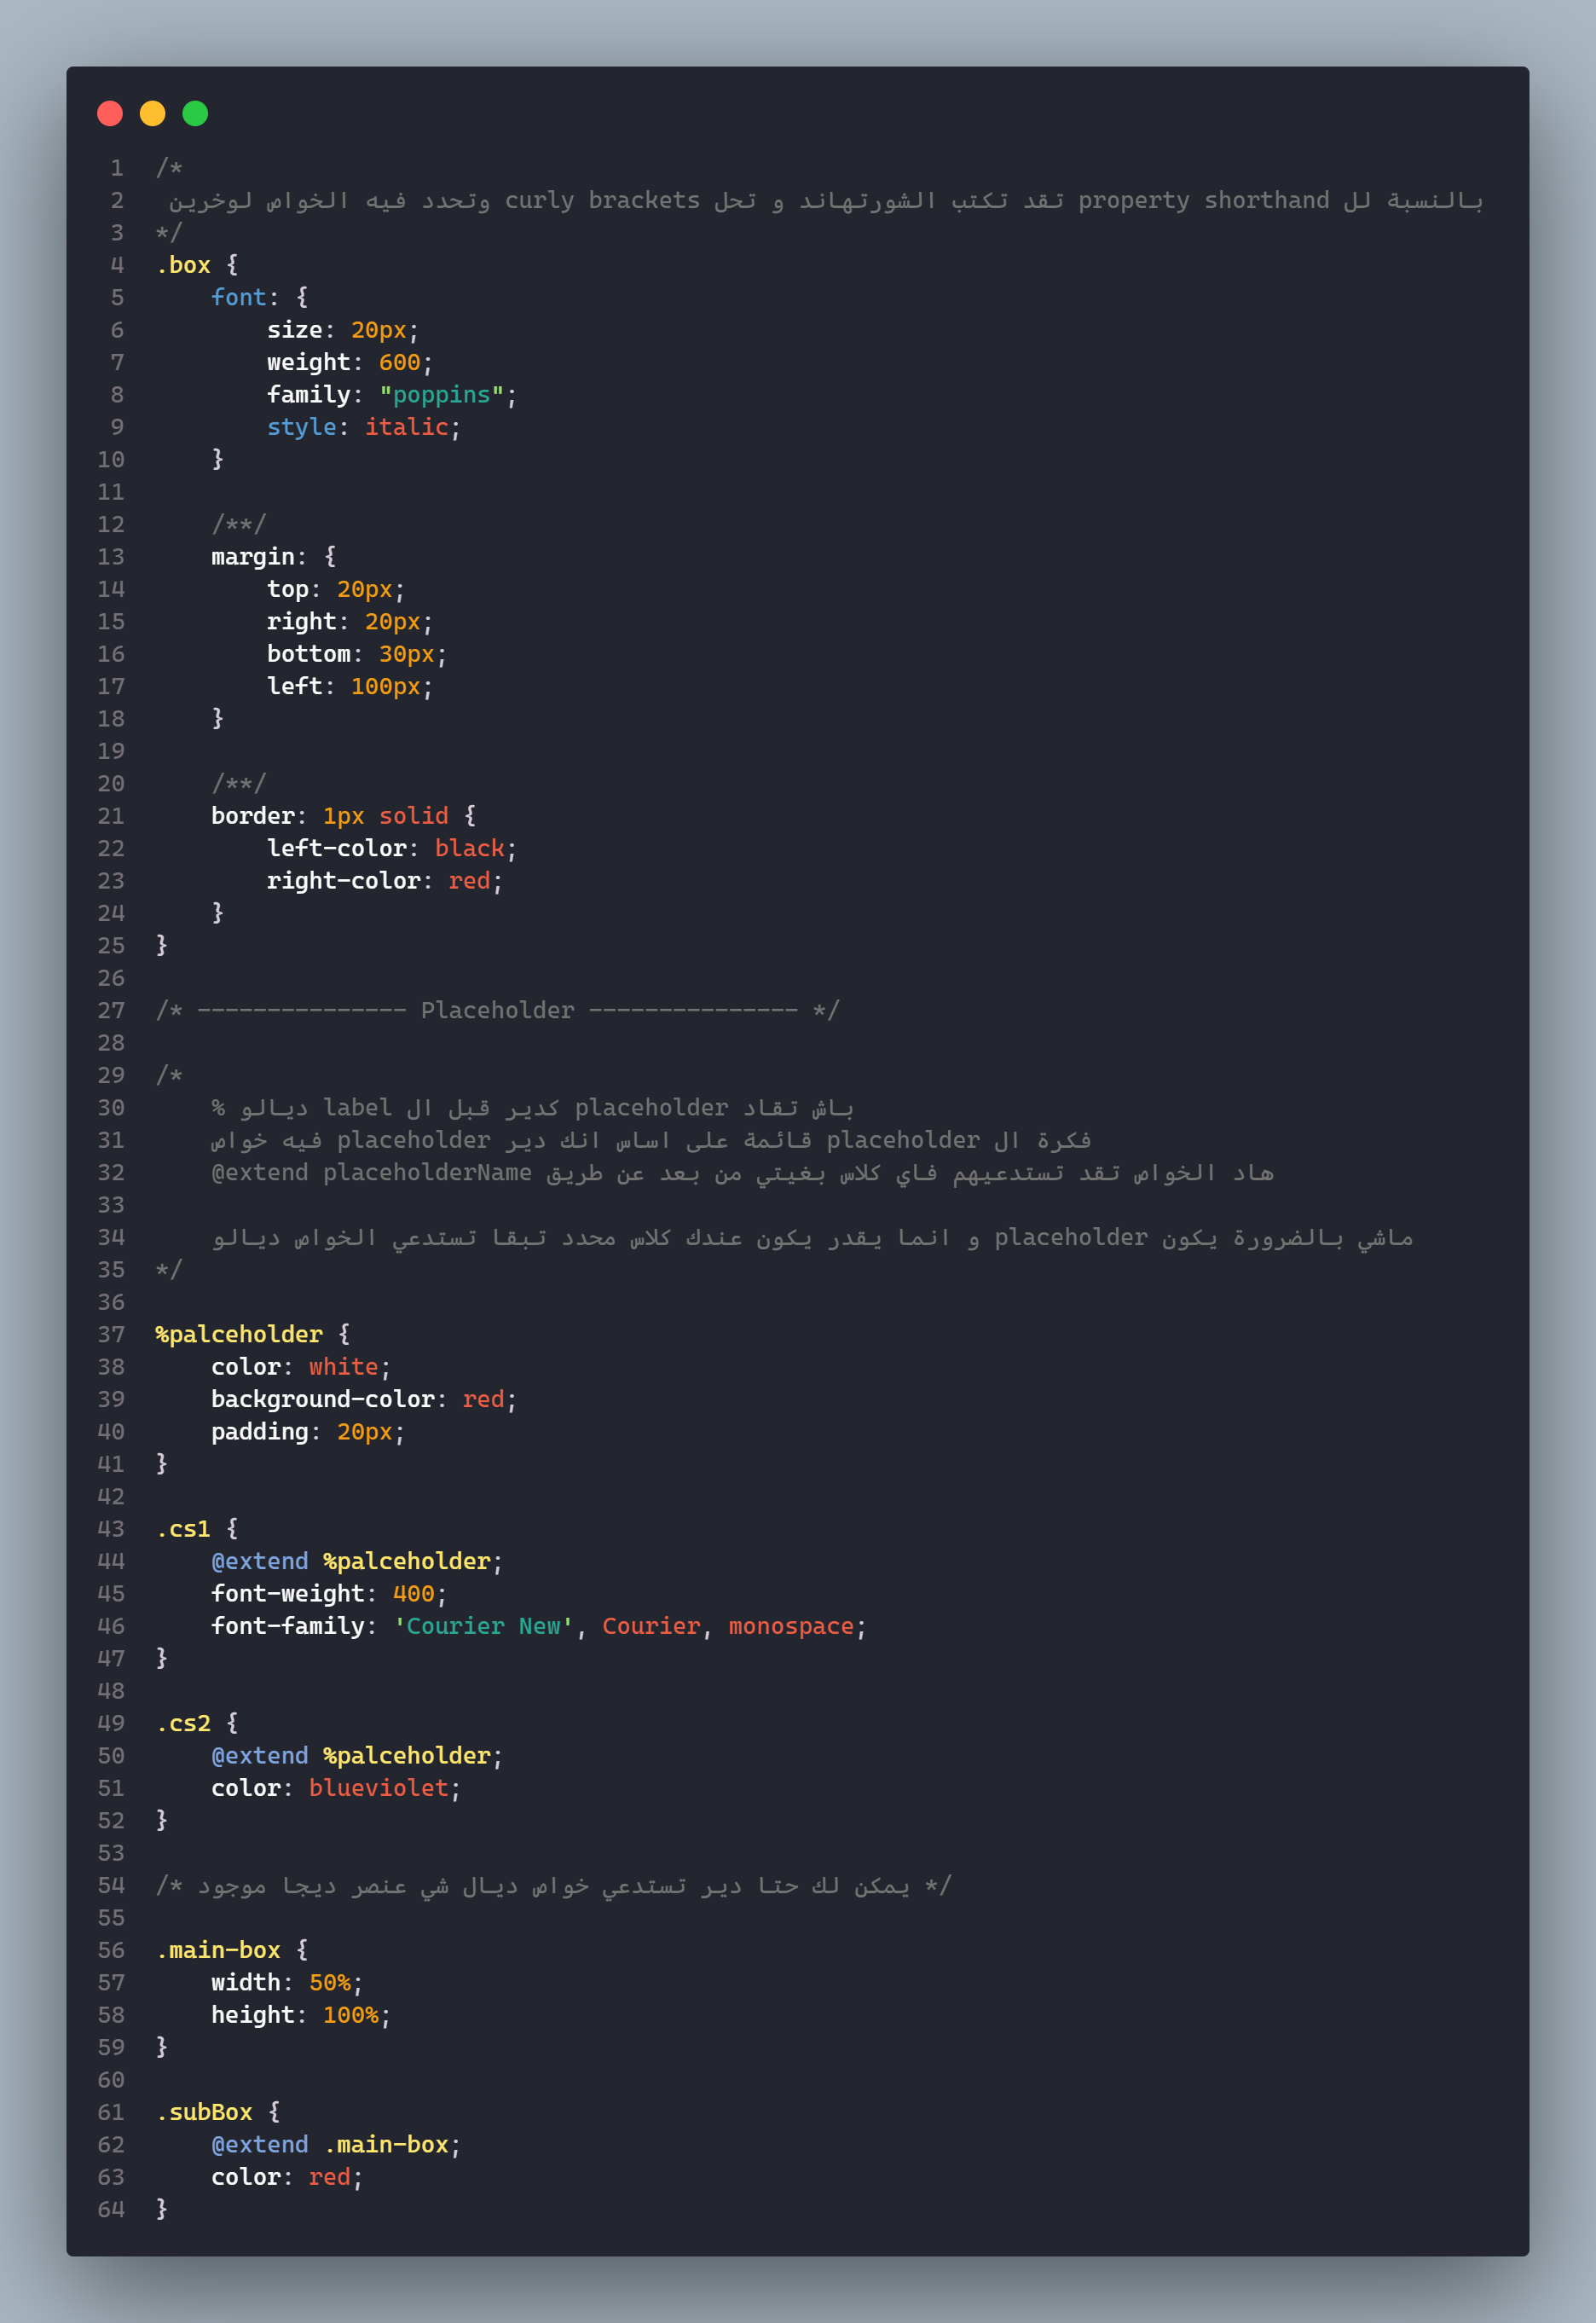 1 /*
2 بالنسبة لل property shorthand تقد تكتب الشورتهاند و تحل curly brackets وتحدد فيه الخواص لوخرين
3 */
4 .box {
5 font: {
6 size: 20px;
7 weight: 600;
8 family: "poppins";
9 style: italic;
10 }
11
12 /**/
13 margin: {
14 top: 20px;
15 right: 20px;
16 bottom: 30px;
17 left: 100px;
18 }
19
20 /**/
21 border: 1px solid {
22 left-color: black;
23 right-color: red;
24 }
25 }
26
27 /* --------------- Placeholder --------------- */
28
29 /*
30 باش تقاد placeholder كدير قبل ال label ديالو %
31 فكرة ال placeholder قائمة على اساس انك دير placeholder فيه خواص
32 هاد الخواص تقد تستدعيهم فاي كلاس بغيتي من بعد عن طريق @extend placeholderName
33
34 ماشي بالضرورة يكون placeholder و انما يقدر يكون عندك كلاس محدد تبقا تستدعي الخواص ديالو
35 */
36
37 %palceholder {
38 color: white;
39 background-color: red;
40 padding: 20px;
41 }
42
43 .cs1 {
44 @extend %palceholder;
45 font-weight: 400;
46 font-family: 'Courier New', Courier, monospace;
47 }
48
49 .cs2 {
50 @extend %palceholder;
51 color: blueviolet;
52 }
53
54 /* يمكن لك حتا دير تستدعي خواص ديال شي عنصر ديجا موجود */
55
56 .main-box {
57 width: 50%;
58 height: 100%;
59 }
60
61 .subBox {
62 @extend .main-box;
63 color: red;
64 }